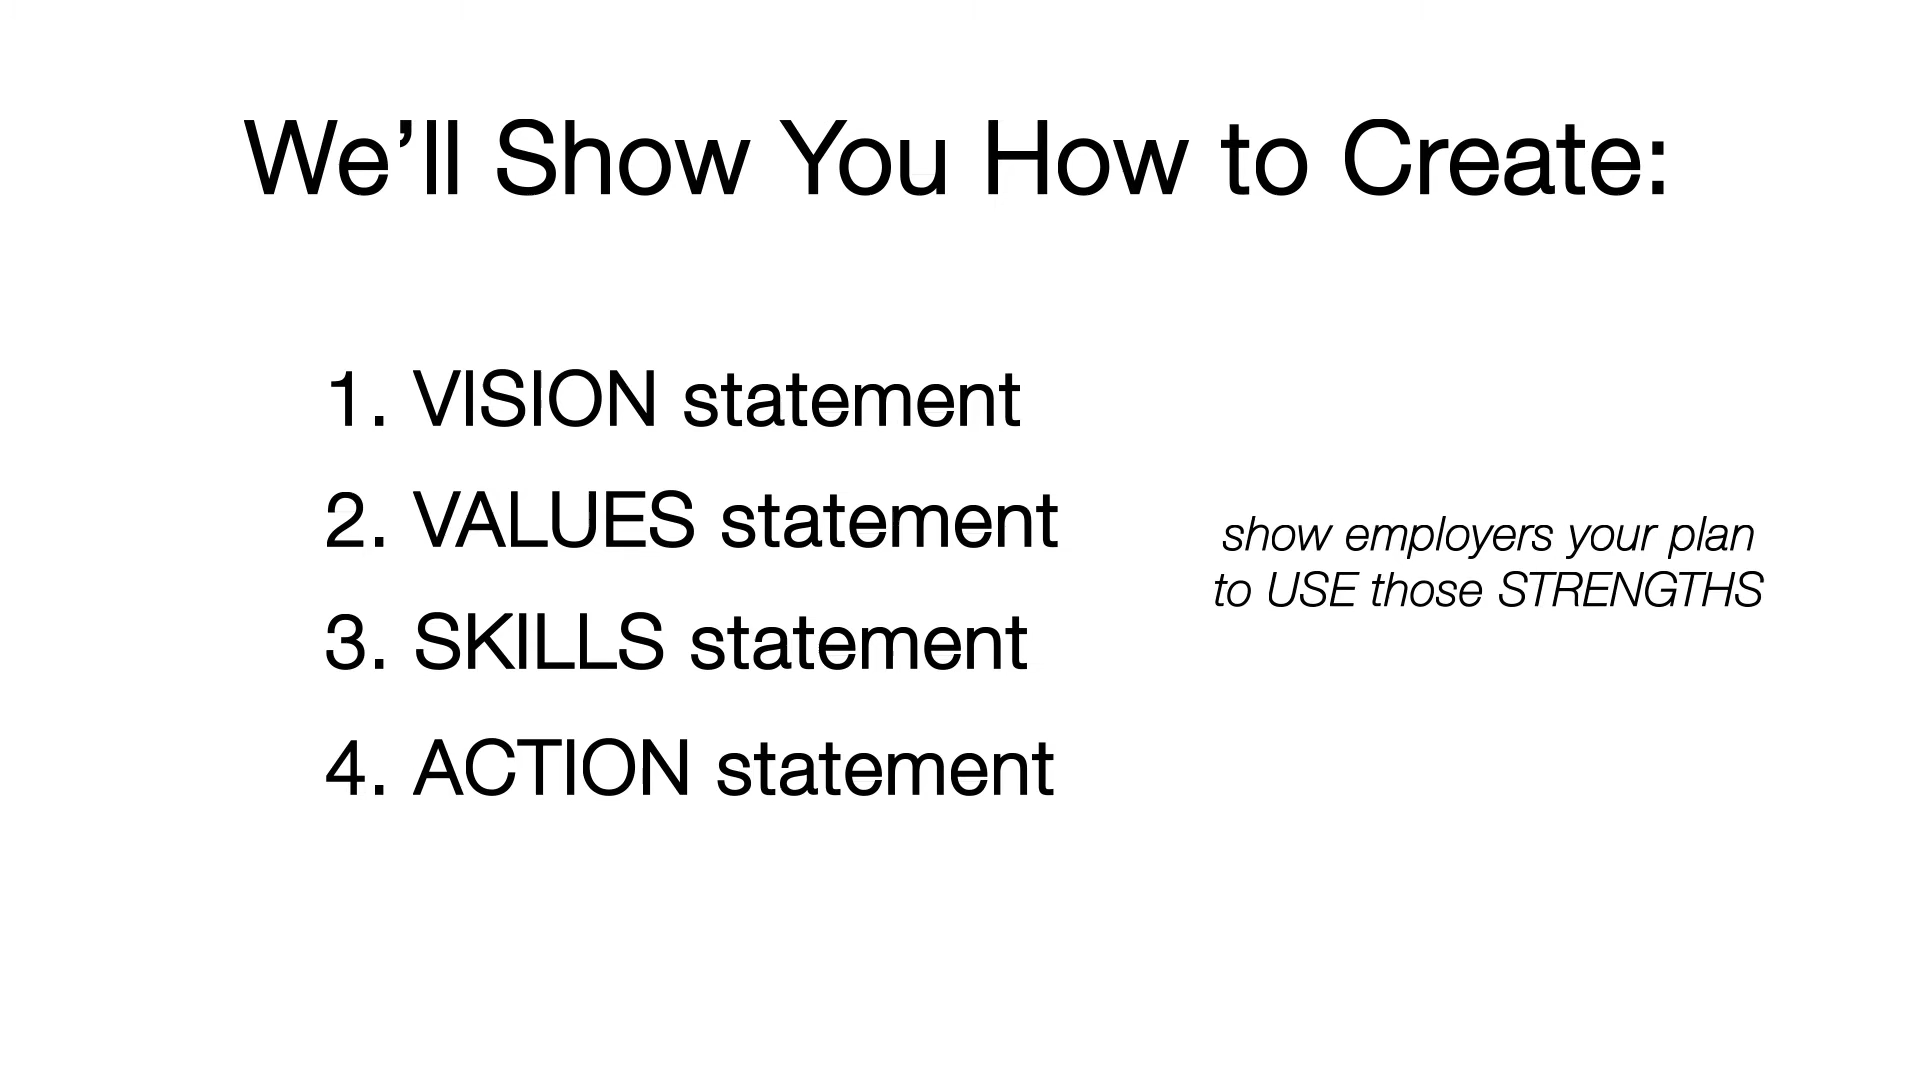 We’ll Show You How to Create:
1. VISION statement
2. VALUES statement
3. SKILLS statement
4. ACTION statement
show employers your plan
to USE those STRENGTHS